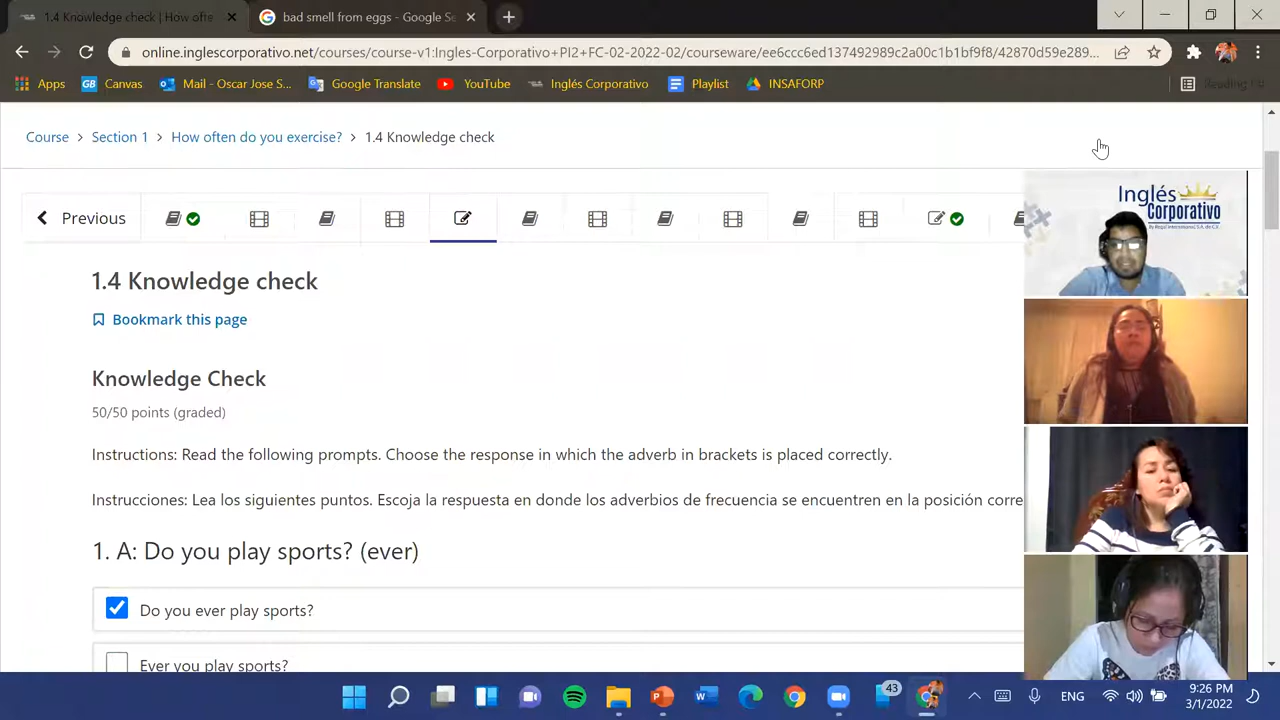 1.4 Knowledge check | How ofte
bad smell from eggs - Google Se
online.inglescorporativo.net/courses/course-v1:Ingles-Corporativo+PI2+FC-02-2022-02/courseware/ee6ccc6ed137492989c2a00c1b1bf9f8/42870d59e289...
Apps Canvas Mail - Oscar Jose S... Google Translate YouTube Inglés Corporativo Playlist INSAFORP Reading
Course > Section 1 > How often do you exercise? > 1.4 Knowledge check
Previous
Inglés
Corporativo
1.4 Knowledge check
Bookmark this page
Knowledge Check
50/50 points (graded)
Instructions: Read the following prompts. Choose the response in which the adverb in brackets is placed correctly.
Instrucciones: Lea los siguientes puntos. Escoja la respuesta en donde los adverbios de frecuencia se encuentren en la posición corre
1. A: Do you play sports? (ever)
Do you ever play sports?
Ever you play sports?
43
ENG
9:26 PM
3/1/2022